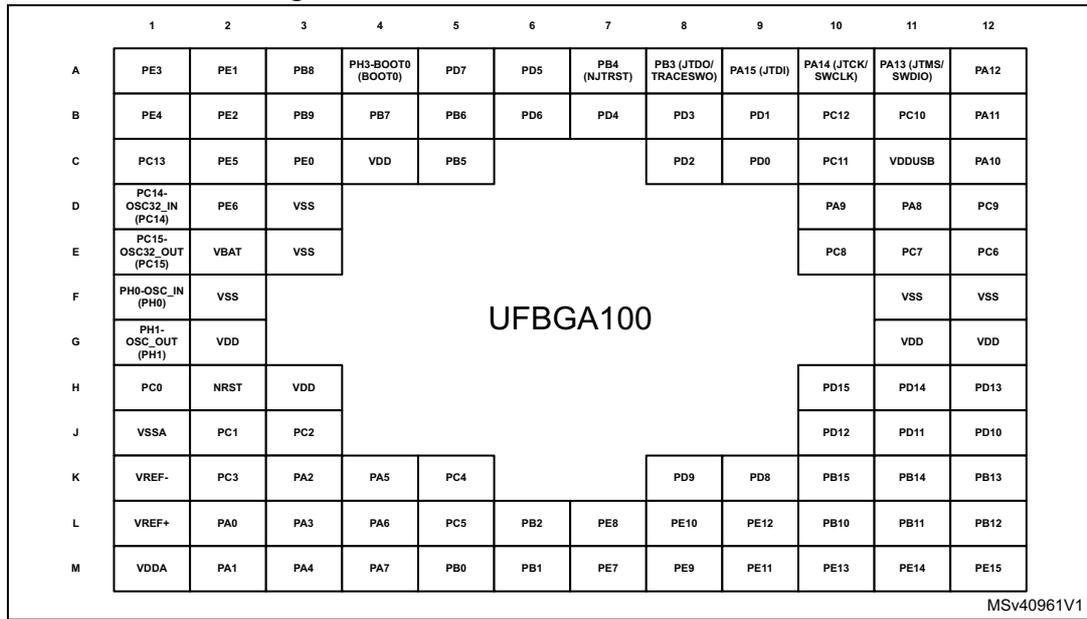 1 2 3 4 5 6 7 8 9 10 11 12
A PE3 PE1 PB8 PH3-BOOT0 (BOOT0) PD7 PD5 PB4 (NJTRST) PB3 (JTDO/ TRACESWO) PA15 (JTDI) PA14 (JTCK/ SWCLK) PA13 (JTMS/ SWDIO) PA12
B PE4 PE2 PB9 PB7 PB6 PD6 PD4 PD3 PD1 PC12 PC10 PA11
C PC13 PE5 PE0 VDD PB5 PD2 PD0 PC11 VDDUSB PA10
D PC14- OSC32_IN (PC14) PE6 VSS PA9 PA8 PC9
E PC15- OSC32_OUT (PC15) VBAT VSS PC8 PC7 PC6
F PH0-OSC_IN (PH0) VSS VSS VSS
UFBGA100
G PH1- OSC_OUT (PH1) VDD VDD VDD
H PC0 NRST VDD PD15 PD14 PD13
J VSSA PC1 PC2 PD12 PD11 PD10
K VREF- PC3 PA2 PA5 PC4 PD9 PD8 PB15 PB14 PB13
L VREF+ PA0 PA3 PA6 PC5 PB2 PE8 PE10 PE12 PB10 PB11 PB12
M VDDA PA1 PA4 PA7 PB0 PB1 PE7 PE9 PE11 PE13 PE14 PE15
MSv40961V1